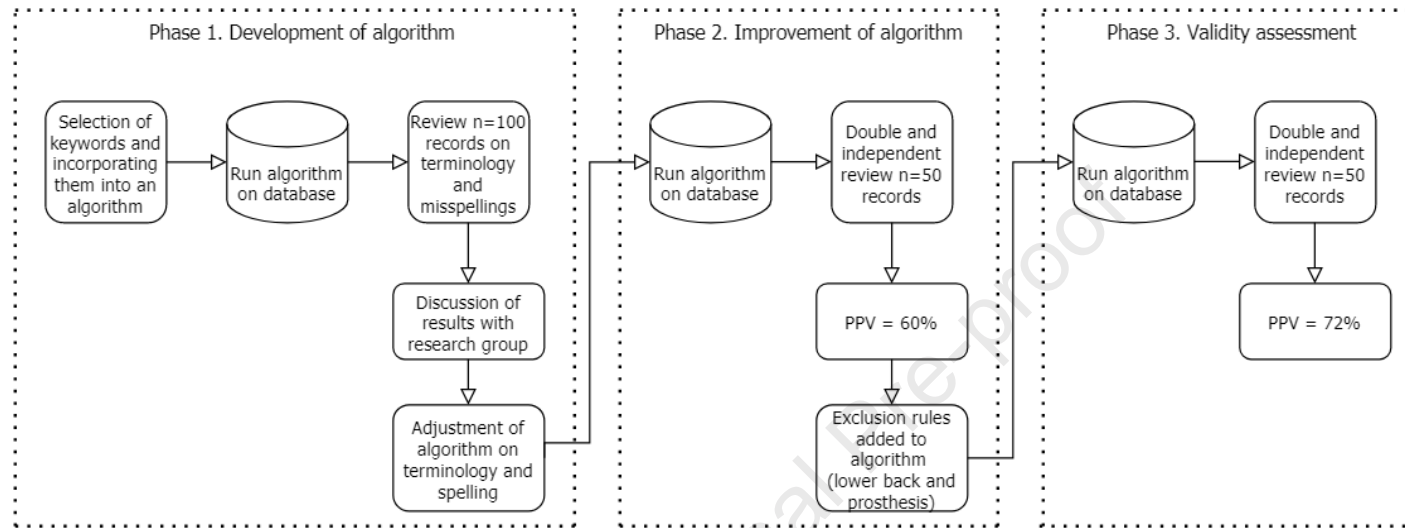 Phase 1. Development of algorithm
Selection of
keywords and
incorporating
them into an
algorithm
Run algorithm
on database
Review n=100
records on
terminology
and
misspellings
Discussion of
results with
research group
Adjustment of
algorithm on
terminology and
spelling
Phase 2. Improvement of algorithm
Run algorithm
on database
Double and
independent
review n=50
records
PPV = 60%
Exclusion rules
added to
algorithm
(lower back and
prosthesis)
Phase 3. Validity assessment
Run algorithm
on database
Double and
independent
review n=50
records
PPV = 72%
al Pre-proof